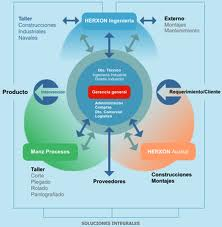 Taller
Construcciones
Industriales
Navales
HERXON Ingeniería
Externo
Montajes
Mantenimiento
Dto. Técnico
Ingeniería Industrial
Diseño Industrial
Gerencia general
Administración
Compras
Dto. Comercial
Logística
Producto
Intervención
Requerimiento/Cliente
Manz Procesos
HERXON Austral
Taller
Corte
Plegado
Rolado
Pantografiado
Proveedores
Construcciones
Montajes
SOLUCIONES INTEGRALES